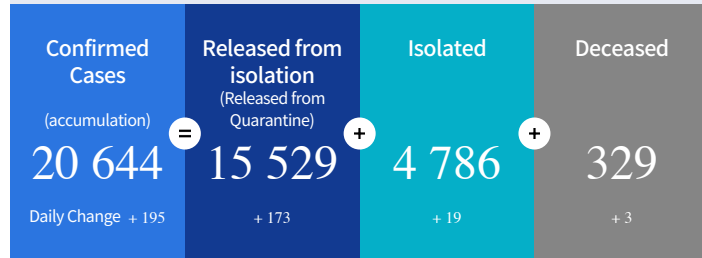 Confirmed
Cases
(accumulation)
20 644
Daily Change + 195
=
Released from
isolation
(Released from
Quarantine)
15 529
+ 173
+
Isolated
4 786
+ 19
+
Deceased
329
+ 3